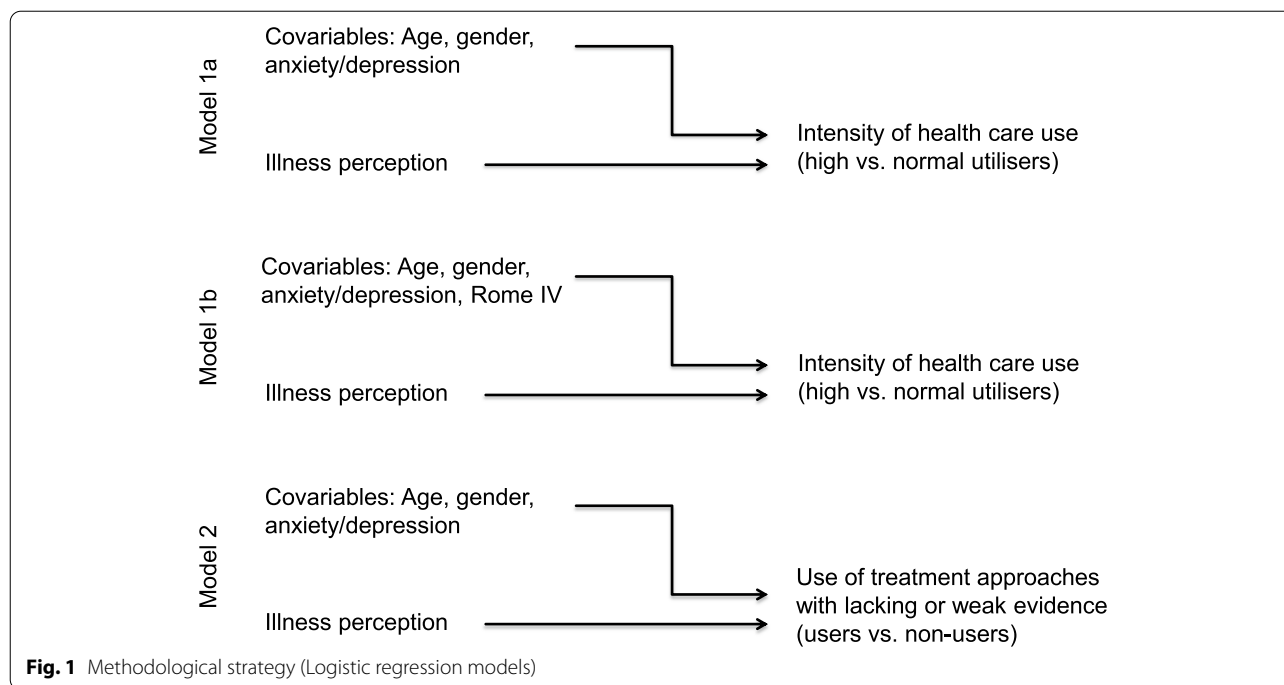 Model 1a
Covariables: Age, gender,
anxiety/depression
Illness perception
Intensity of health care use
(high vs. normal utilisers)
Model 1b
Covariables: Age, gender,
anxiety/depression, Rome IV
Illness perception
Intensity of health care use
(high vs. normal utilisers)
Model 2
Covariables: Age, gender,
anxiety/depression
Illness perception
Use of treatment approaches
with lacking or weak evidence
(users vs. non-users)
Fig. 1 Methodological strategy (Logistic regression models)